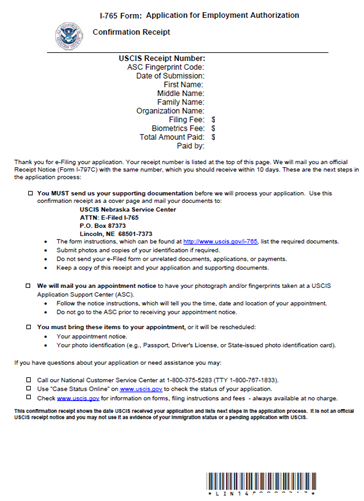 I-765 Form: Application for Employment Authorization
Confirmation Receipt
USCIS Receipt Number:
ASC Fingerprint Code:
Date of Submission:
First Name:
Middle Name:
Family Name:
Organization Name:
Filing Fee: $
Biometrics Fee: $
Total Amount Paid: $
Paid by:
Thank you for e-Filing your application. Your receipt number is listed at the top of this page. We will mail you an official
Receipt Notice (Form I-797C) with the same number, which you should receive within 10 days. These are the next steps in
the application process:
You MUST send us your supporting documentation before we will process your application. Use this
confirmation receipt as a cover page and mail your documents to:
USCIS Nebraska Service Center
ATTN: E-Filed I-765
P.O. Box 87373
Lincoln, NE 68501-7373
• The form instructions, which can be found at http://www.uscis.gov/i-765, list the required documents.
• Submit photos and copies of your identification if required.
• Do not send your e-Filed form or unrelated documents, applications, or payments.
• Keep a copy of this receipt and your application and supporting documents.
We will mail you an appointment notice to have your photograph and/or fingerprints taken at a USCIS
Application Support Center (ASC).
• Follow the notice instructions, which will tell you the time, date and location of your appointment.
• Do not go to the ASC prior to receiving your appointment notice.
You must bring these items to your appointment, or it will be rescheduled:
• Your appointment notice.
• Your photo identification (e.g., Passport, Driver's License, or State-issued photo identification card).
If you have questions about your application or need assistance you may:
Call our National Customer Service Center at 1-800-375-5283 (TTY 1-800-767-1833).
Use "Case Status Online" on www.uscis.gov to check the status of your application.
Check www.uscis.gov for information on forms, filing instructions and fees - always available at no charge.
This confirmation receipt shows the date USCIS received your application and lists next steps in the application process. It is not an official
USCIS receipt notice and you may not use it as evidence of your immigration status or a pending application with USCIS.